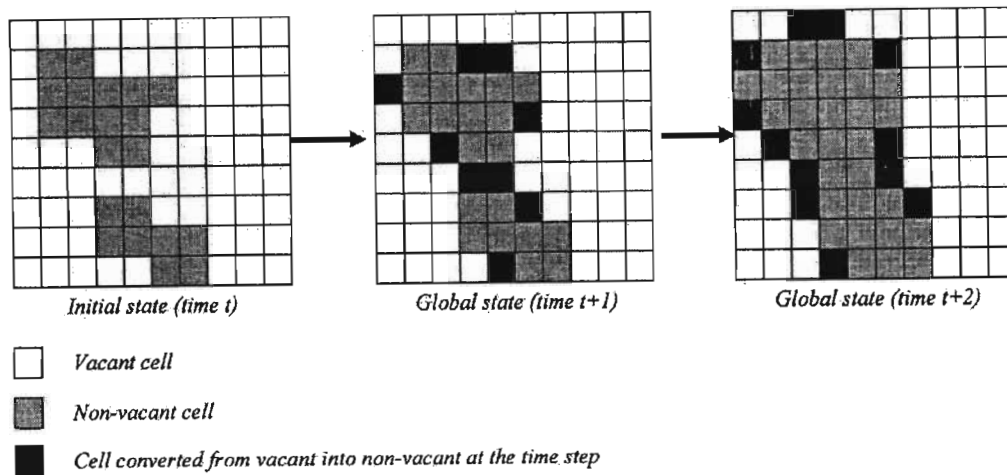 Initial state (time t)
Global state (time t+1)
Global state (time t+2)
Vacant cell
Non-vacant cell
Cell converted from vacant into non-vacant at the time step